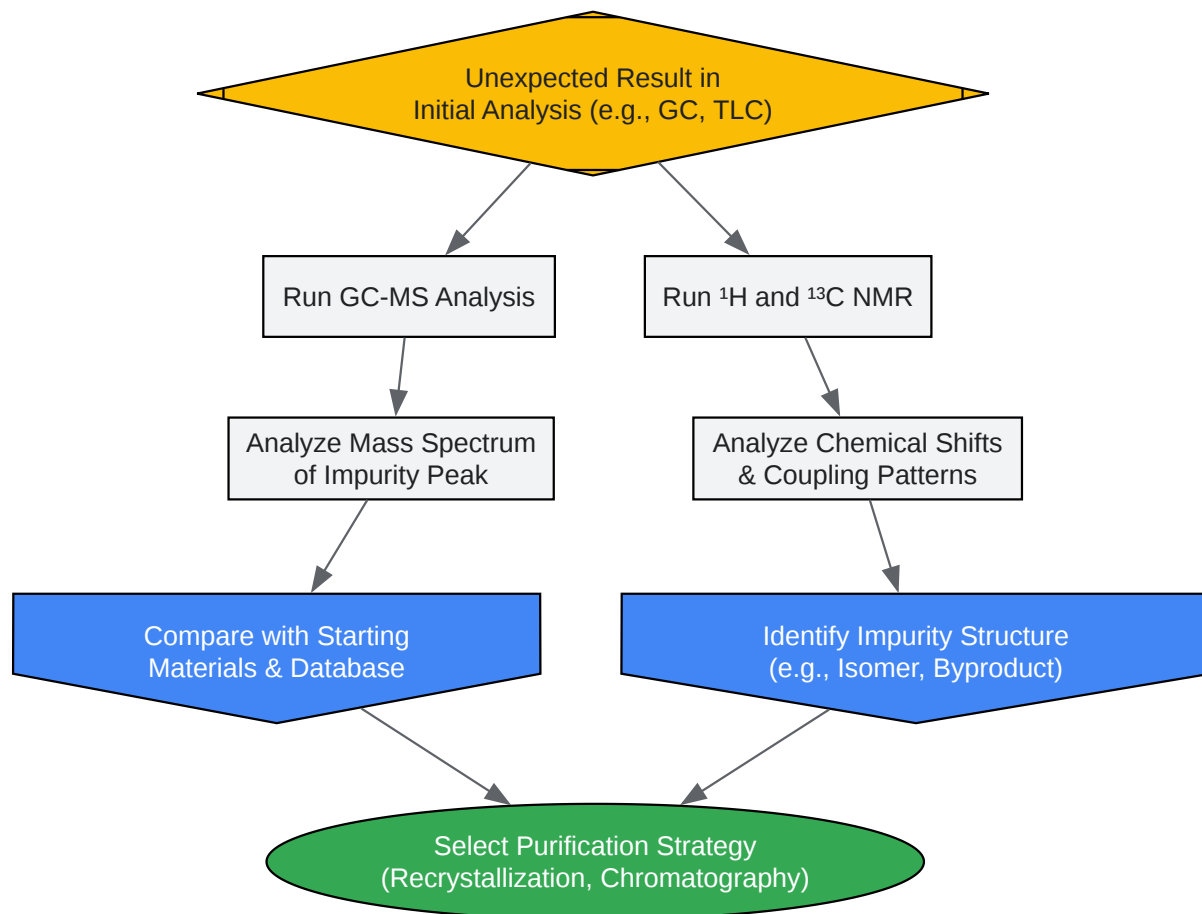 Unexpected Result in
Initial Analysis (e.g., GC, TLC)
Run GC-MS Analysis
Run ¹H and ¹³C NMR
Analyze Mass Spectrum
of Impurity Peak
Analyze Chemical Shifts
& Coupling Patterns
Compare with Starting
Materials & Database
Identify Impurity Structure
(e.g., Isomer, Byproduct)
Select Purification Strategy
(Recrystallization, Chromatography)